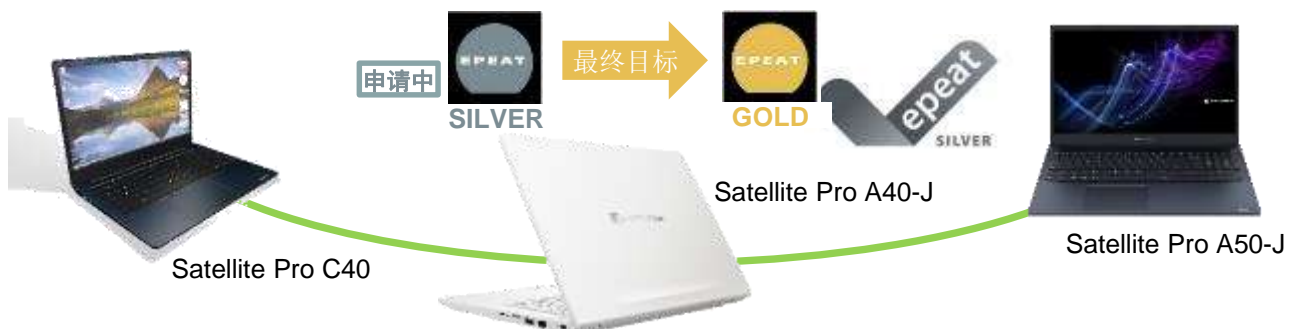 申请中
EPEAT
SILVER
最终目标
EPEAT
GOLD
epeat
SILVER
Satellite Pro C40
Satellite Pro A40-J
Satellite Pro A50-J